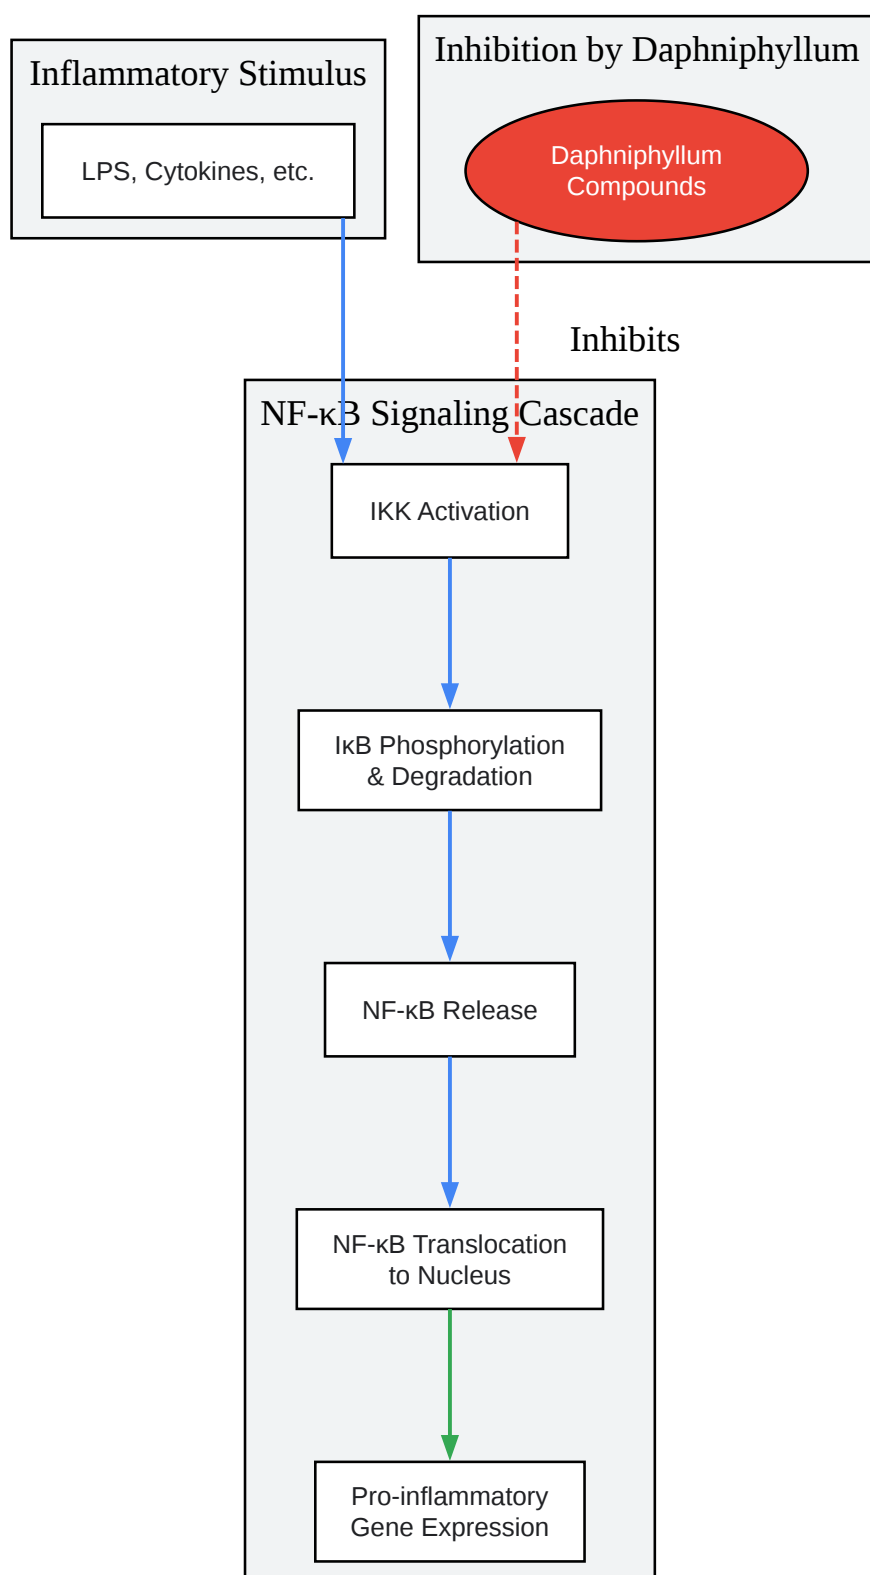 Inflammatory Stimulus
LPS, Cytokines, etc.
Inhibition by Daphniphyllum
Daphniphyllum
Compounds
Inhibits
NF-κB Signaling Cascade
IKK Activation
IκB Phosphorylation
& Degradation
NF-κB Release
NF-κB Translocation
to Nucleus
Pro-inflammatory
Gene Expression